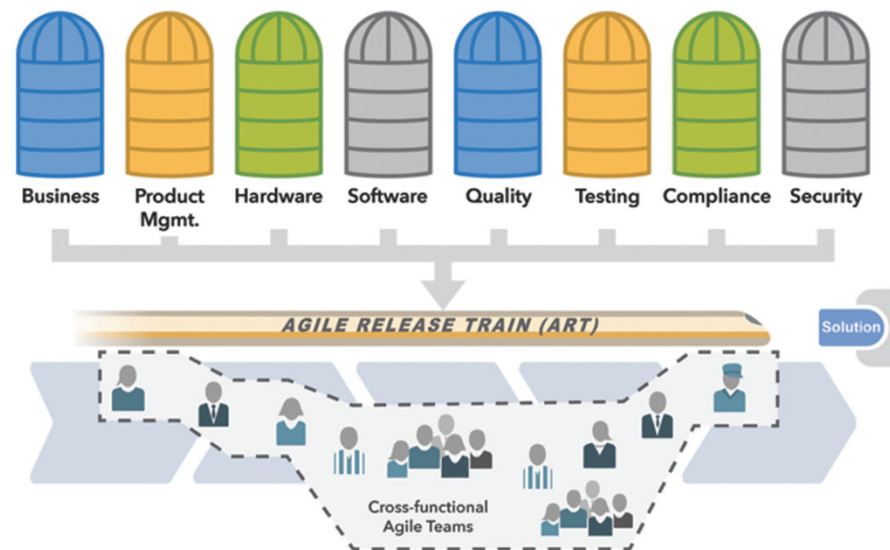 Business
Product
Mgmt.
Hardware
Software
Quality
Testing
Compliance
Security
AGILE RELEASE TRAIN (ART)
Solution
Cross-functional
Agile Teams